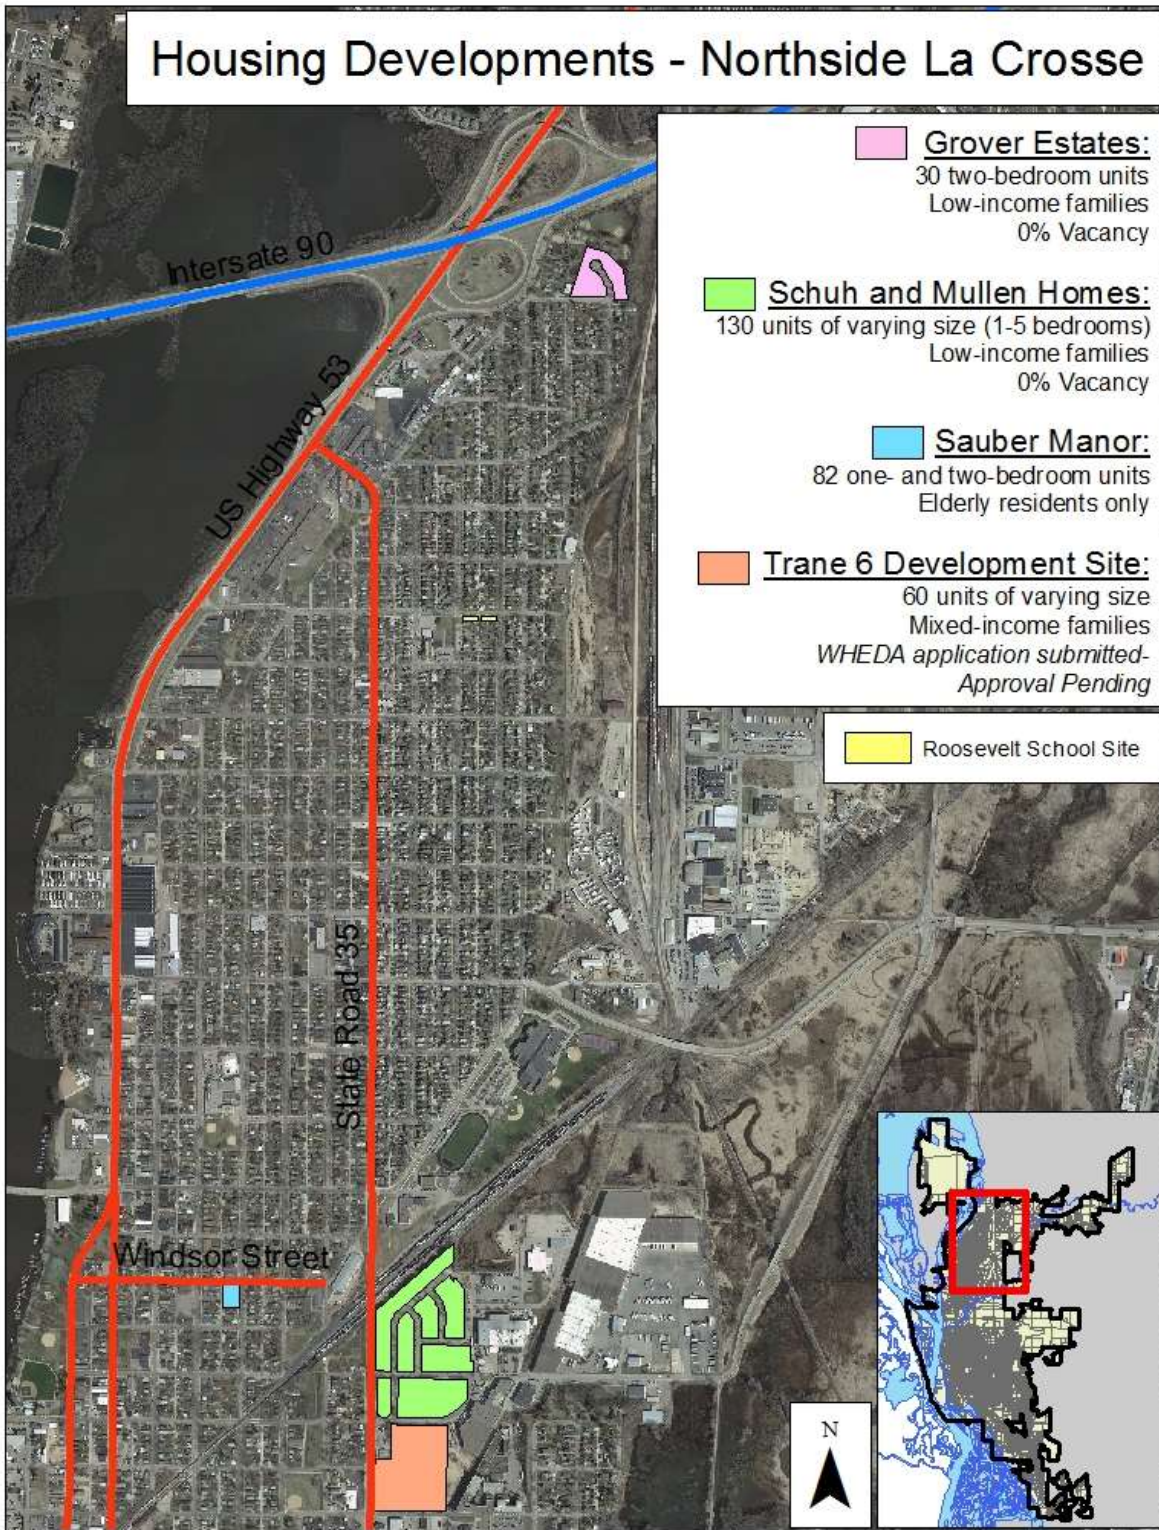 Housing Developments - Northside La Crosse
Grover Estates:
30 two-bedroom units
Low-income families
0% Vacancy
Intersate 90
Schuh and Mullen Homes:
130 units of varying size (1-5 bedrooms)
Low-income families
0% Vacancy
US Highway 53
Sauber Manor:
82 one- and two-bedroom units
Elderly residents only
Trane 6 Development Site:
60 units of varying size
Mixed-income families
WHEDA application submitted-
Approval Pending
Roosevelt School Site
State Road 35
Windsor Street
N